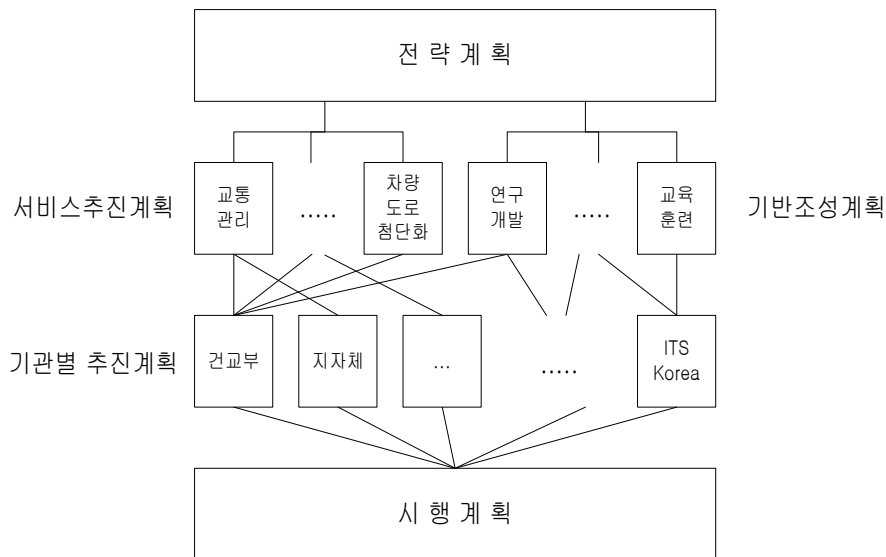 전 략 계 획
서비스추진계획
교통
관리
.....
차량
도로
첨단화
연구
개발
.....
교육
훈련
기반조성계획
기관별 추진계획
건교부
지자체
...
.....
ITS
Korea
시 행 계 획